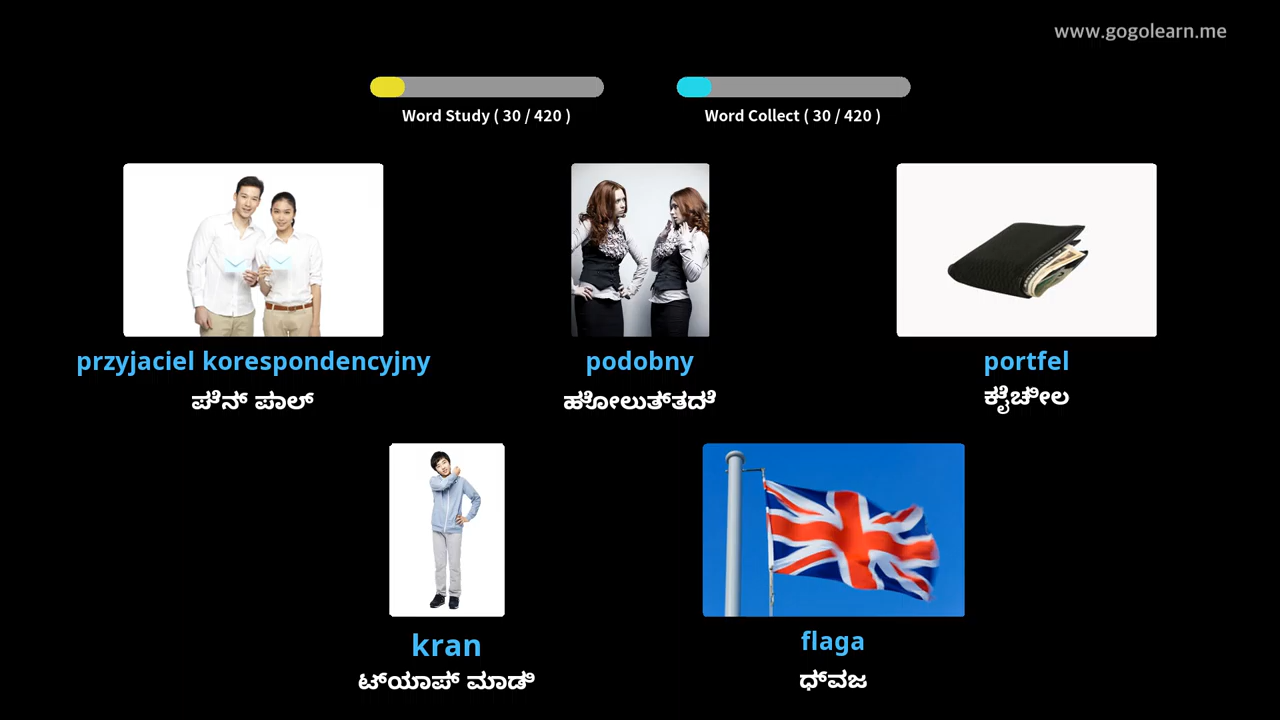 www.gogolearn.me
Word Study ( 30 / 420 )
Word Collect ( 30 / 420 )
przyjaciel korespondencyjny
ಪೆನ್ ಪಾಲ್
podobny
ಹೋಲುತ್ತದೆ
portfel
ಕೈಚೀಲ
kran
ಟ್ಯಾಪ್ ಮಾಡಿ
flaga
ಧ್ವಜ